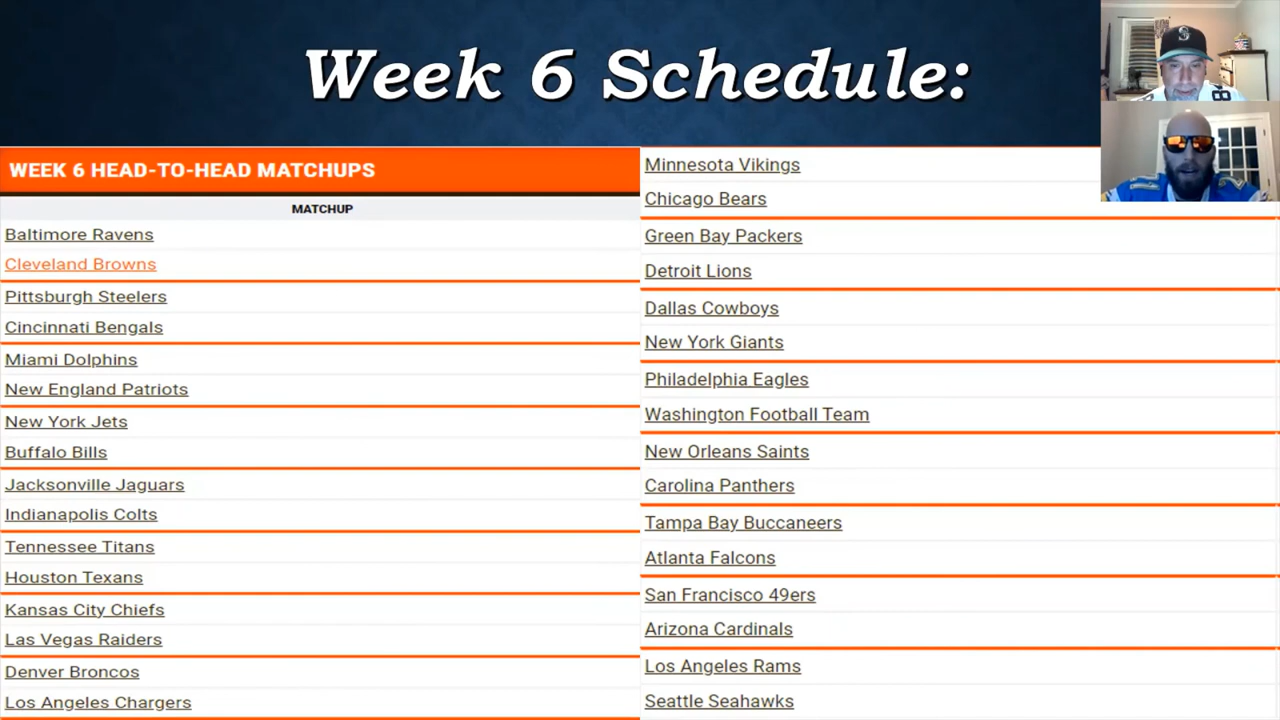 Week 6 Schedule:
WEEK 6 HEAD-TO-HEAD MATCHUPS
MATCHUP
Baltimore Ravens
Cleveland Browns
Pittsburgh Steelers
Cincinnati Bengals
Miami Dolphins
New England Patriots
New York Jets
Buffalo Bills
Jacksonville Jaguars
Indianapolis Colts
Tennessee Titans
Houston Texans
Kansas City Chiefs
Las Vegas Raiders
Denver Broncos
Los Angeles Chargers
Minnesota Vikings
Chicago Bears
Green Bay Packers
Detroit Lions
Dallas Cowboys
New York Giants
Philadelphia Eagles
Washington Football Team
New Orleans Saints
Carolina Panthers
Tampa Bay Buccaneers
Atlanta Falcons
San Francisco 49ers
Arizona Cardinals
Los Angeles Rams
Seattle Seahawks